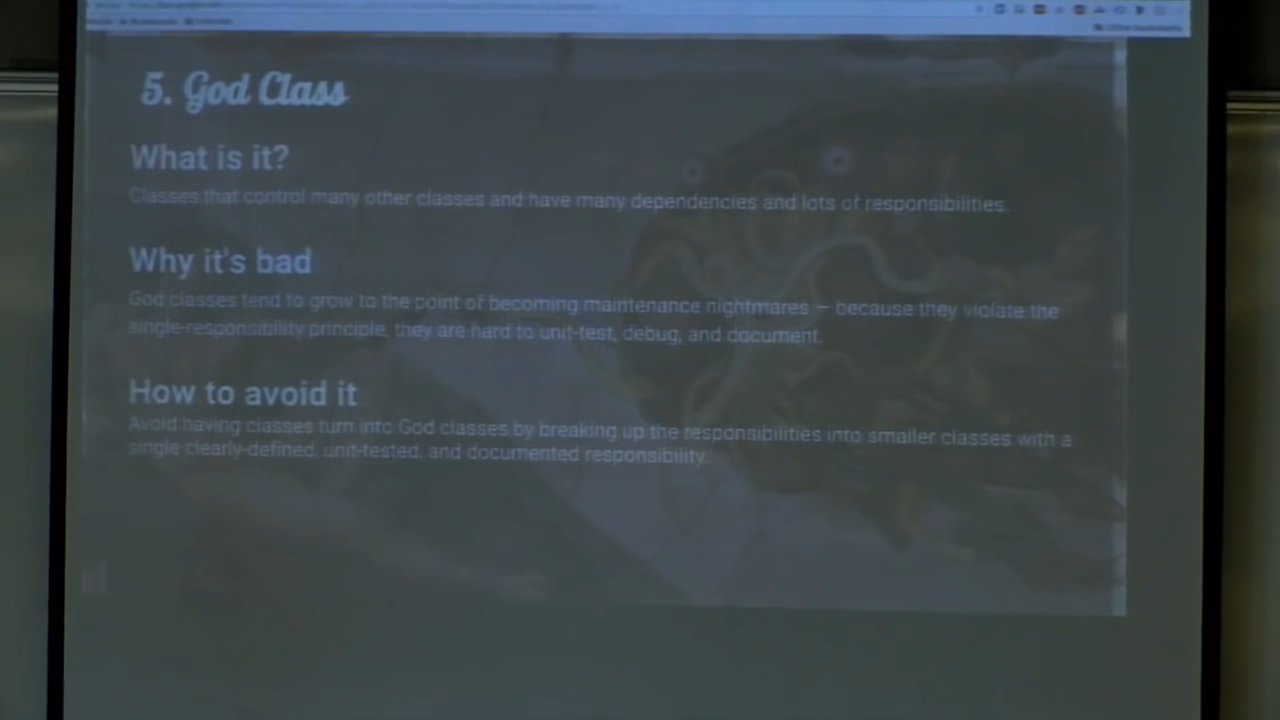 5. God Class
What is it?
Classes that control many other classes and have many dependencies and lots of responsibilities.
Why it's bad
God classes tend to grow to the point of becoming maintenance nightmares – because they violate the
single-responsibility principle, they are hard to unit-test, debug, and document.
How to avoid it
Avoid having classes turn into God classes by breaking up the responsibilities into smaller classes with a
single clearly-defined, unit-tested, and documented responsibility.